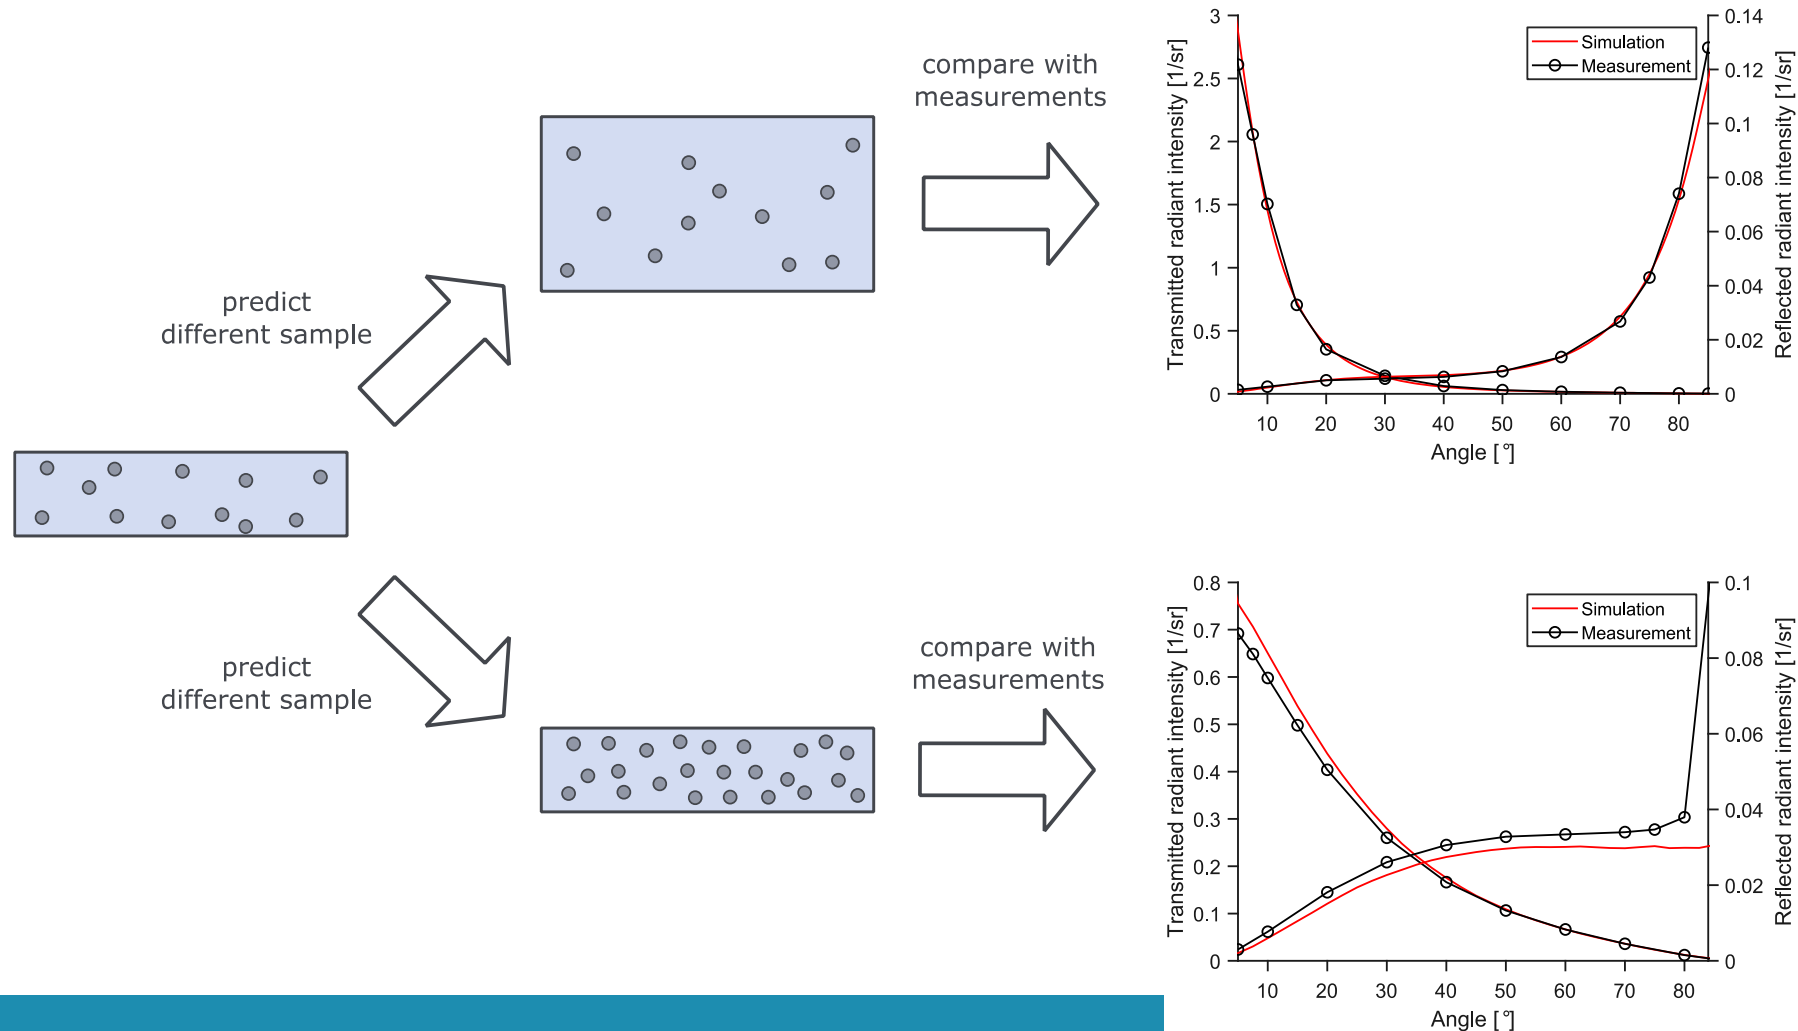 compare with
measurements
predict
different sample
3
2.5
2
1.5
1
0.5
0
Transmitted radiant intensity [1/sr]
Simulation
Measurement
0.14
0.12
0.1
0.08
0.06
0.04
0.02
0
Reflected radiant intensity [1/sr]
10 20 30 40 50 60 70 80
Angle [°]
predict
different sample
compare with
measurements
0.8
0.7
0.6
0.5
0.4
0.3
0.2
0.1
0
Transmitted radiant intensity [1/sr]
Simulation
Measurement
0.1
0.08
0.06
0.04
0.02
0
Reflected radiant intensity [1/sr]
10 20 30 40 50 60 70 80
Angle [°]